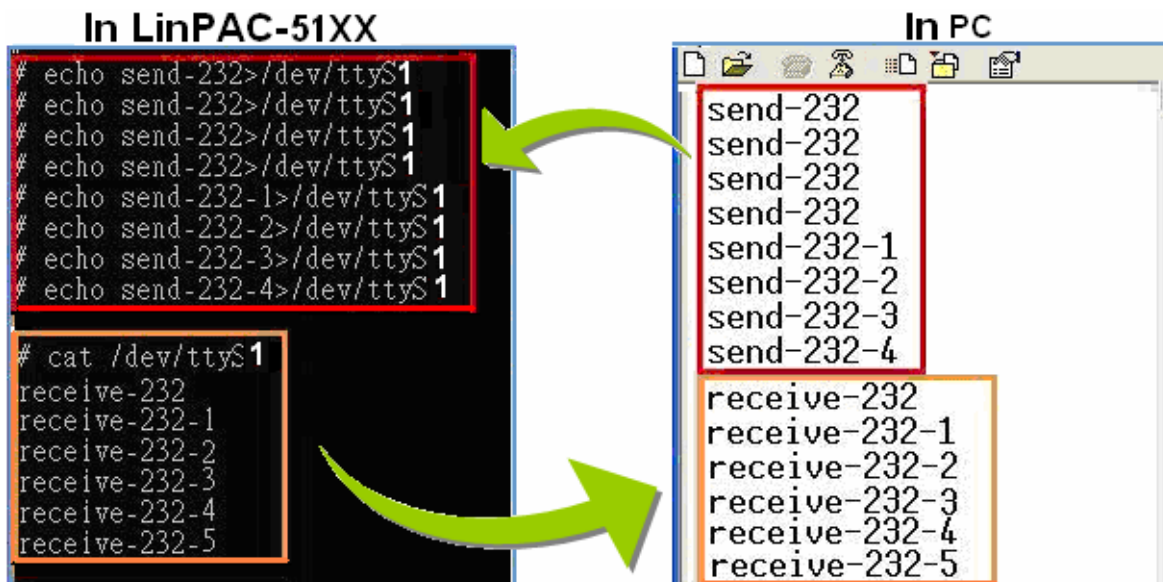 In LinPAC-51XX
# echo send-232>/dev/ttyS1
# echo send-232>/dev/ttyS1
# echo send-232>/dev/ttyS1
# echo send-232>/dev/ttyS1
# echo send-232-1>/dev/ttyS1
# echo send-232-2>/dev/ttyS1
# echo send-232-3>/dev/ttyS1
# echo send-232-4>/dev/ttyS1
# cat /dev/ttyS1
receive-232
receive-232-1
receive-232-2
receive-232-3
receive-232-4
receive-232-5
In PC
send-232
send-232
send-232
send-232
send-232-1
send-232-2
send-232-3
send-232-4
receive-232
receive-232-1
receive-232-2
receive-232-3
receive-232-4
receive-232-5